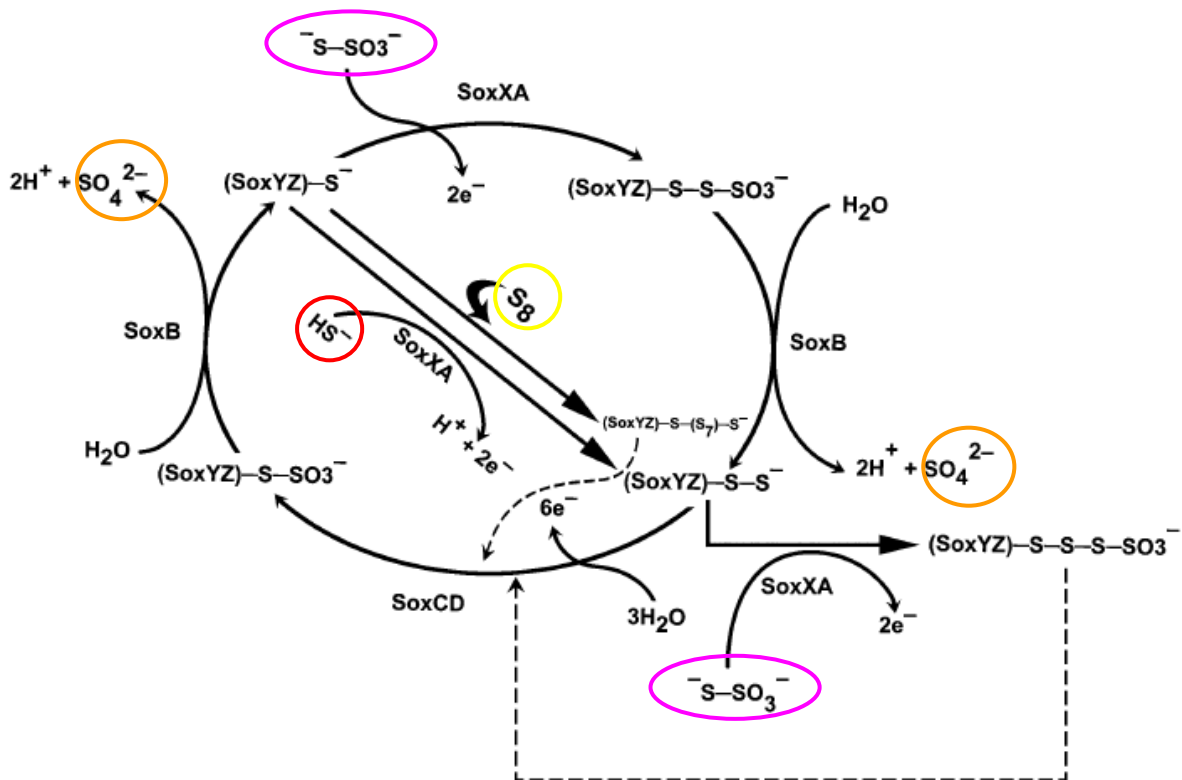 ⁻S–SO3⁻
SoxXA
2e⁻
2H⁺ + SO₄²⁻
(SoxYZ)–S⁻
(SoxYZ)–S–S–SO3⁻
H₂O
S₈
HS⁻
SoxXA
H⁺ + 2e⁻
SoxB
SoxB
(SoxYZ)–S–(S₇)–S⁻
H₂O
(SoxYZ)–S–SO3⁻
(SoxYZ)–S–S⁻
2H⁺ + SO₄²⁻
6e⁻
(SoxYZ)–S–S–S–SO3⁻
SoxCD
3H₂O
SoxXA
2e⁻
⁻S–SO₃⁻